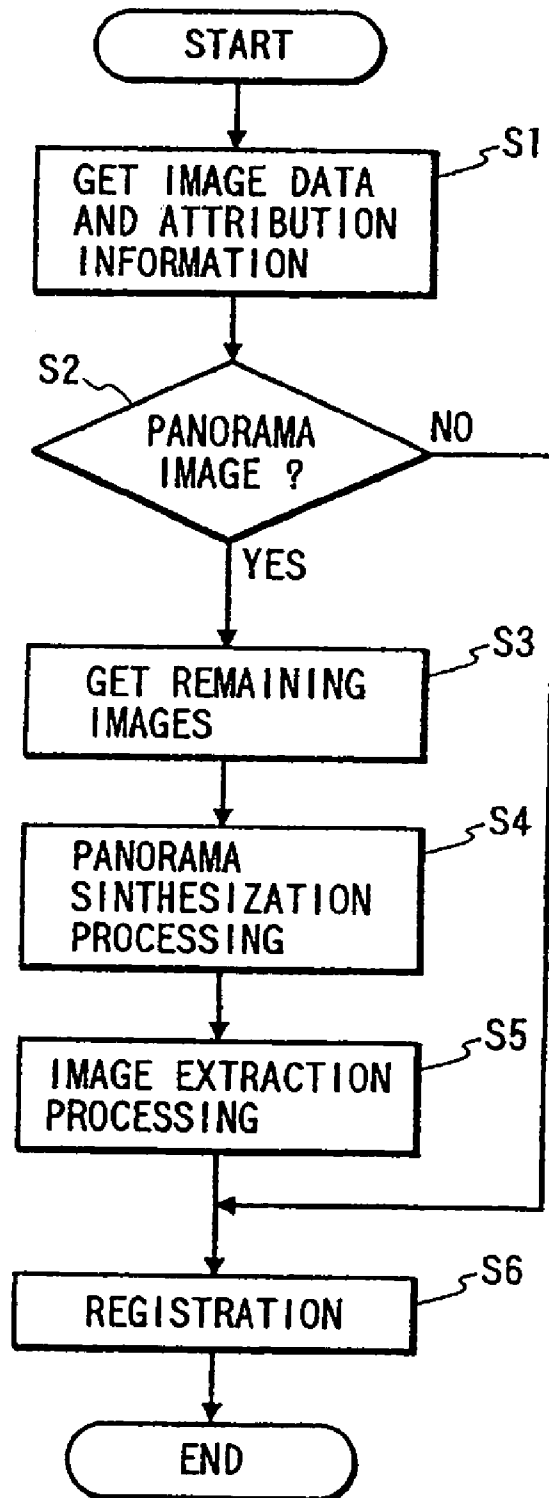 START
S1
GET IMAGE DATA
AND ATTRIBUTION
INFORMATION
S2
PANORAMA
IMAGE ?
NO
YES
S3
GET REMAINING
IMAGES
S4
PANORAMA
SINTHESIZATION
PROCESSING
S5
IMAGE EXTRACTION
PROCESSING
S6
REGISTRATION
END